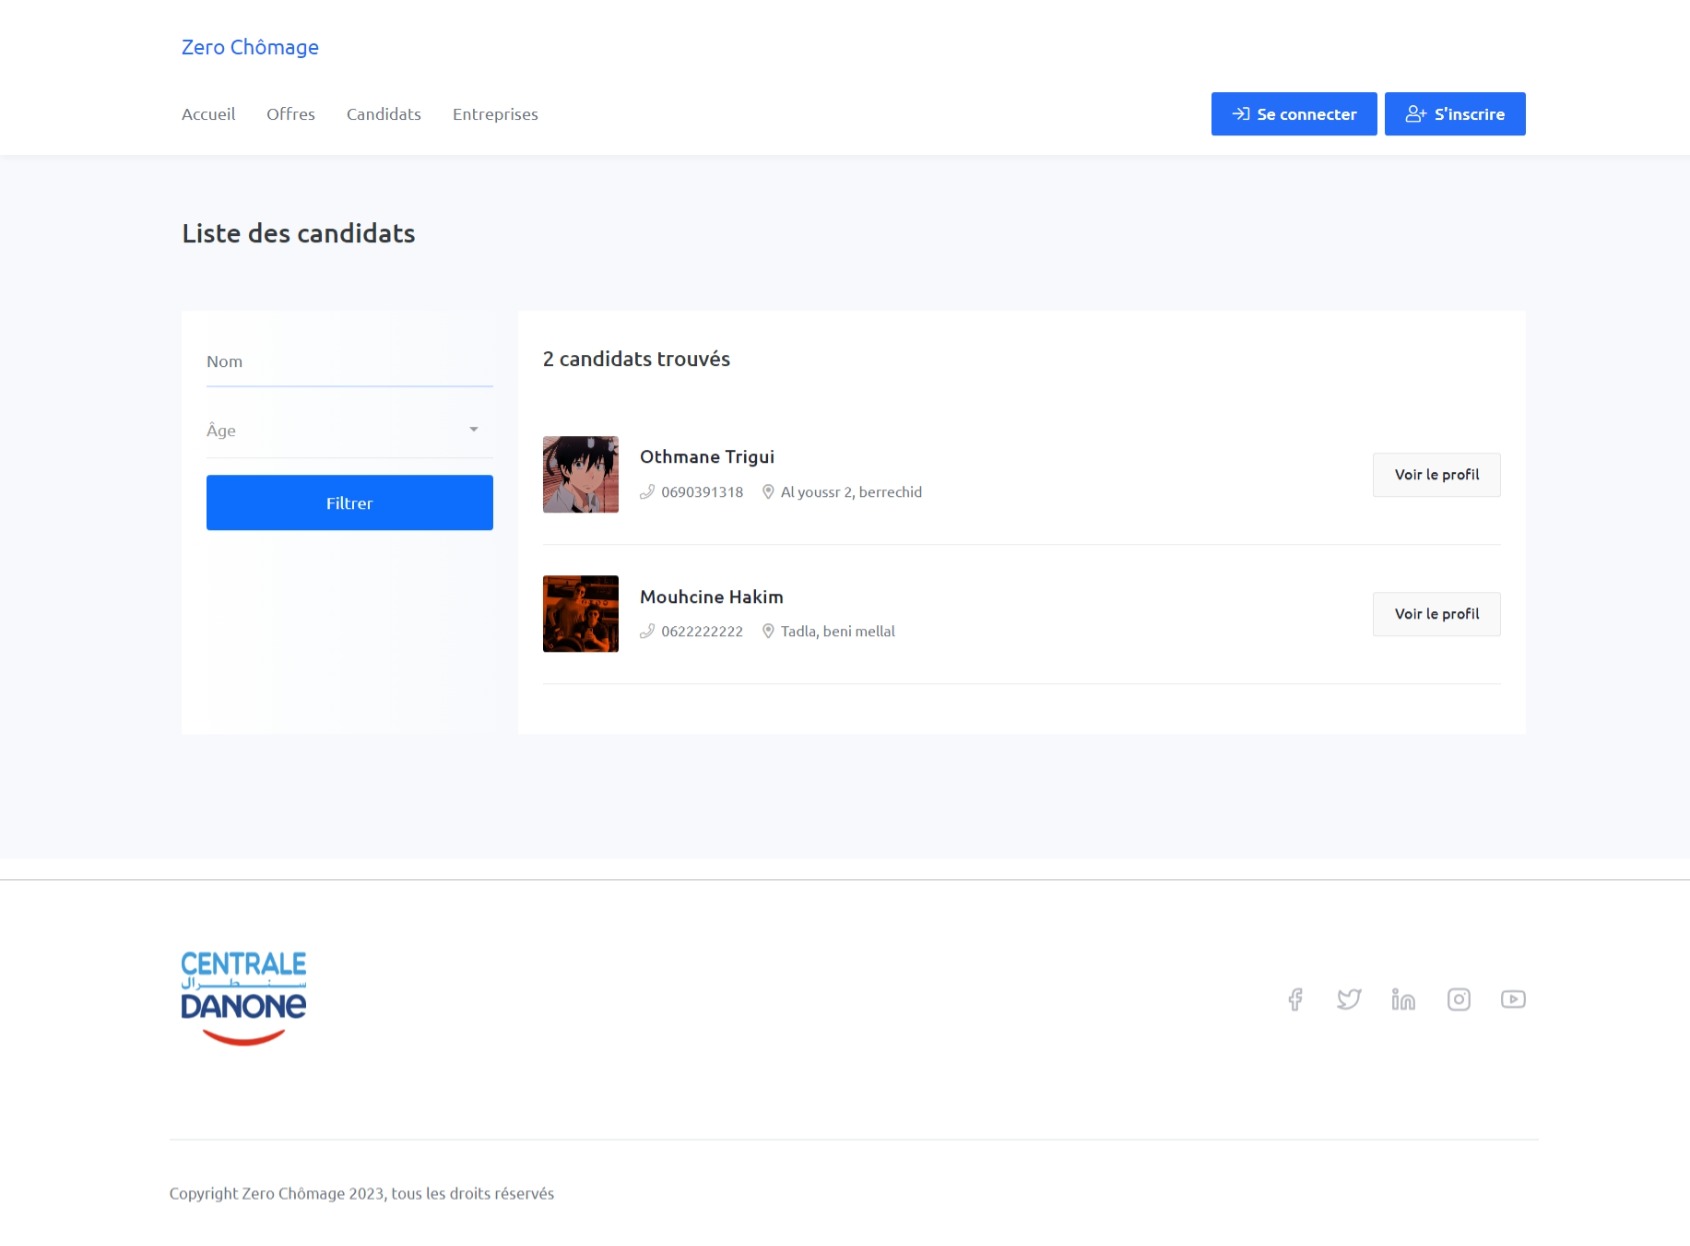 Zero Chômage
Accueil Offres Candidats Entreprises Se connecter S'inscrire
Liste des candidats
Nom
Âge
Filtrer
2 candidats trouvés
Othmane Trigui
0690391318 Al youssr 2, berrechid
Voir le profil
Mouhcine Hakim
0622222222 Tadla, beni mellal
Voir le profil
CENTRALE
سنطرال
DANONE
Copyright Zero Chômage 2023, tous les droits réservés